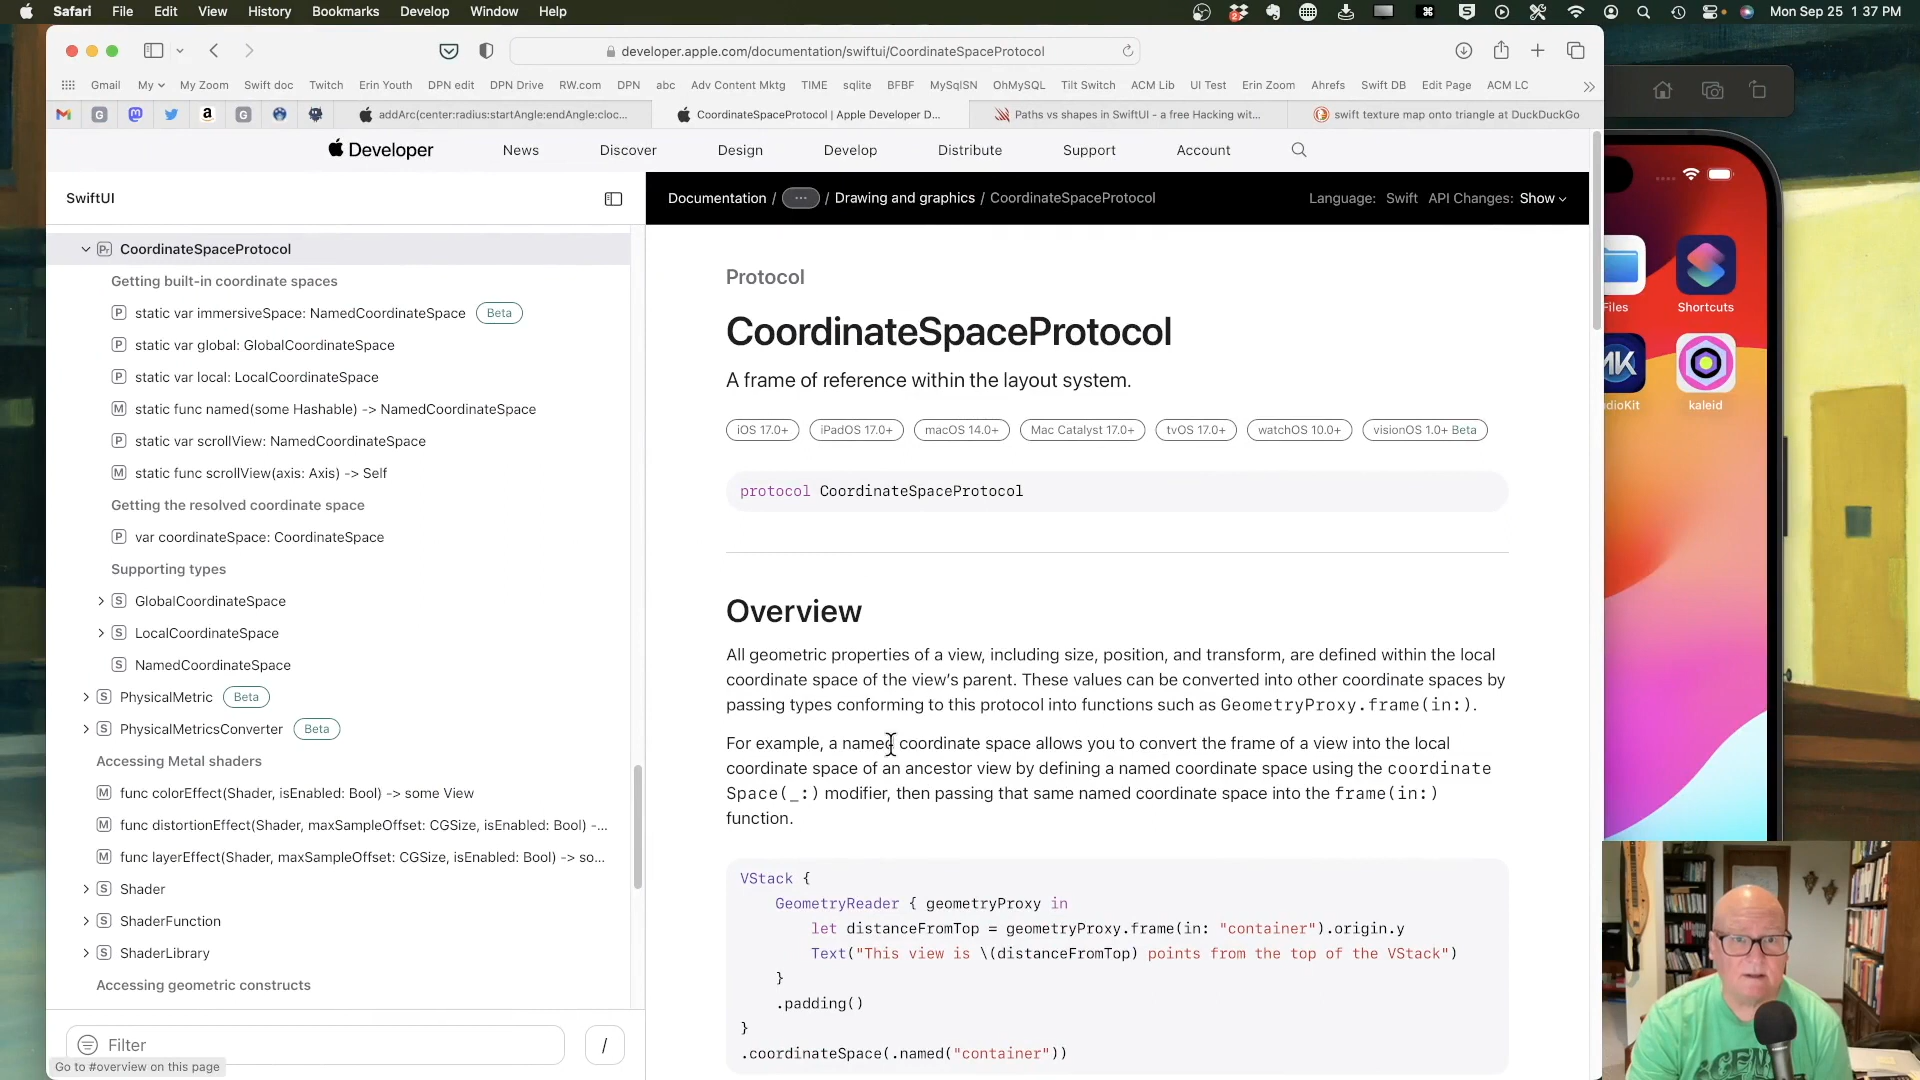 Safari File Edit View History Bookmarks Develop Window Help
Mon Sep 25 1 37 PM
developer.apple.com/documentation/swiftui/CoordinateSpaceProtocol
Gmail My My Zoom Swift doc Twitch Erin Youth DPN edit DPN Drive RW.com DPN abc Adv Content Mktg TIME sqlite BFBF MySqlSN OhMySQL Tilt Switch ACM Lib UI Test Erin Zoom Ahrefs Swift DB Edit Page ACM LC
addArc(center:radius:startAngle:endAngle:cloc...
CoordinateSpaceProtocol | Apple Developer D...
Paths vs shapes in SwiftUI - a free Hacking wit...
swift texture map onto triangle at DuckDuckGo
Developer News Discover Design Develop Distribute Support Account
SwiftUI
Documentation / ... / Drawing and graphics / CoordinateSpaceProtocol
Language: Swift API Changes: Show
Pr CoordinateSpaceProtocol
Getting built-in coordinate spaces
P static var immersiveSpace: NamedCoordinateSpace Beta
P static var global: GlobalCoordinateSpace
P static var local: LocalCoordinateSpace
M static func named(some Hashable) -> NamedCoordinateSpace
P static var scrollView: NamedCoordinateSpace
M static func scrollView(axis: Axis) -> Self
Getting the resolved coordinate space
P var coordinateSpace: CoordinateSpace
Supporting types
S GlobalCoordinateSpace
S LocalCoordinateSpace
S NamedCoordinateSpace
S PhysicalMetric Beta
S PhysicalMetricsConverter Beta
Accessing Metal shaders
M func colorEffect(Shader, isEnabled: Bool) -> some View
M func distortionEffect(Shader, maxSampleOffset: CGSize, isEnabled: Bool) -...
M func layerEffect(Shader, maxSampleOffset: CGSize, isEnabled: Bool) -> so...
S Shader
S ShaderFunction
S ShaderLibrary
Accessing geometric constructs
Filter
/
Go to #overview on this page
Protocol
CoordinateSpaceProtocol
A frame of reference within the layout system.
iOS 17.0+ iPadOS 17.0+ macOS 14.0+ Mac Catalyst 17.0+ tvOS 17.0+ watchOS 10.0+ visionOS 1.0+ Beta
protocol CoordinateSpaceProtocol
Overview
All geometric properties of a view, including size, position, and transform, are defined within the local
coordinate space of the view's parent. These values can be converted into other coordinate spaces by
passing types conforming to this protocol into functions such as GeometryProxy.frame(in:).
For example, a named coordinate space allows you to convert the frame of a view into the local
coordinate space of an ancestor view by defining a named coordinate space using the coordinate
Space(_:) modifier, then passing that same named coordinate space into the frame(in:)
function.
VStack {
GeometryReader { geometryProxy in
let distanceFromTop = geometryProxy.frame(in: "container").origin.y
Text("This view is \(distanceFromTop) points from the top of the VStack")
}
.padding()
}
.coordinateSpace(.named("container"))
Files Shortcuts
dioKit kaleid